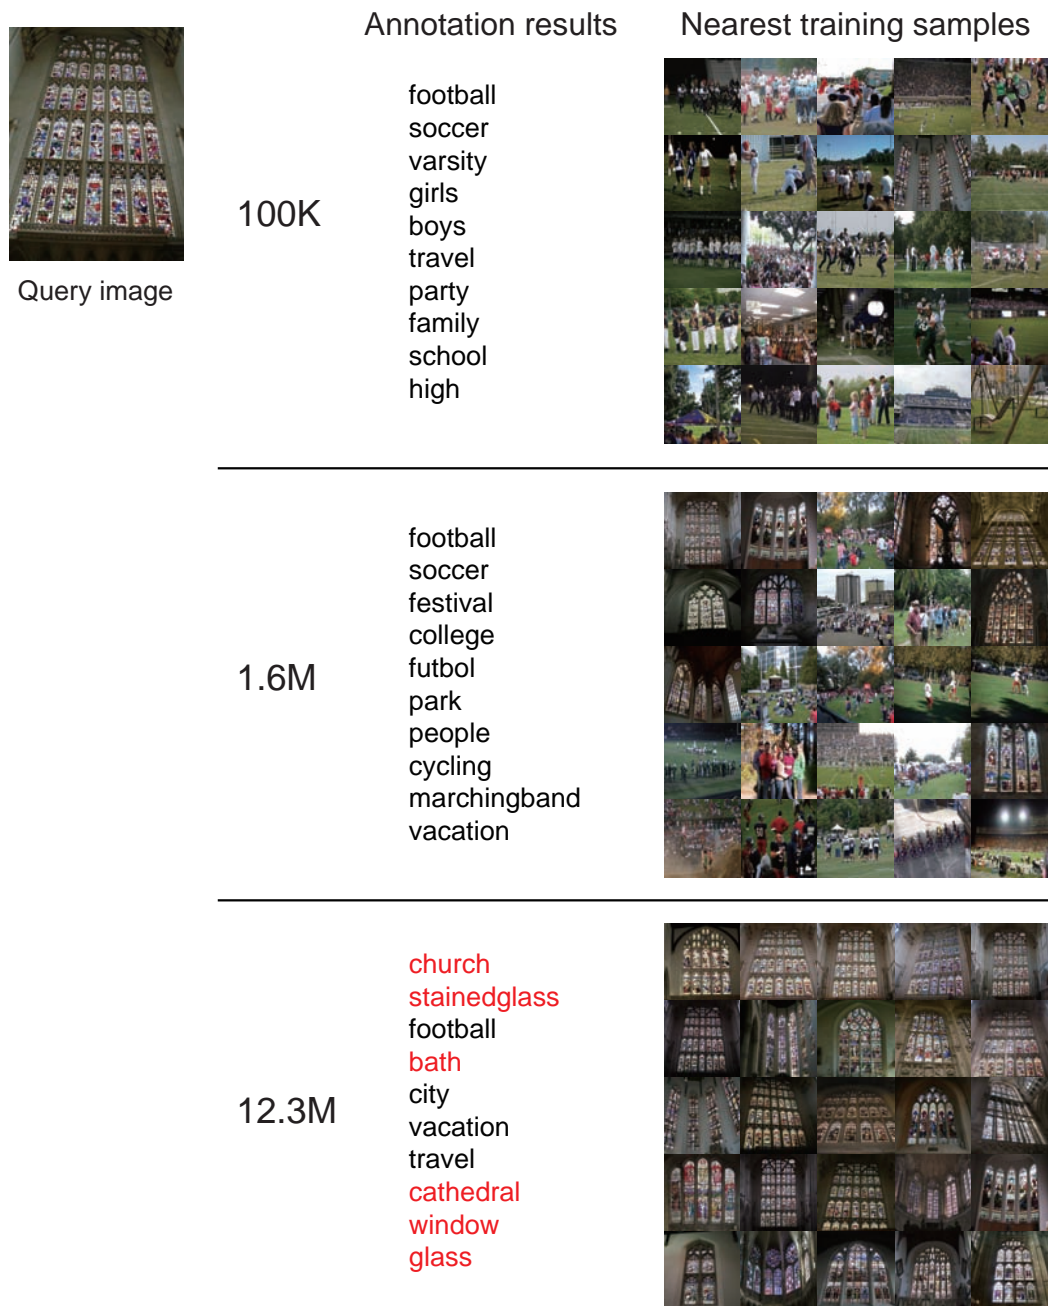 Annotation results
Nearest training samples
Query image
100K
football
soccer
varsity
girls
boys
travel
party
family
school
high
1.6M
football
soccer
festival
college
futbol
park
people
cycling
marchingband
vacation
12.3M
church
stainedglass
football
bath
city
vacation
travel
cathedral
window
glass